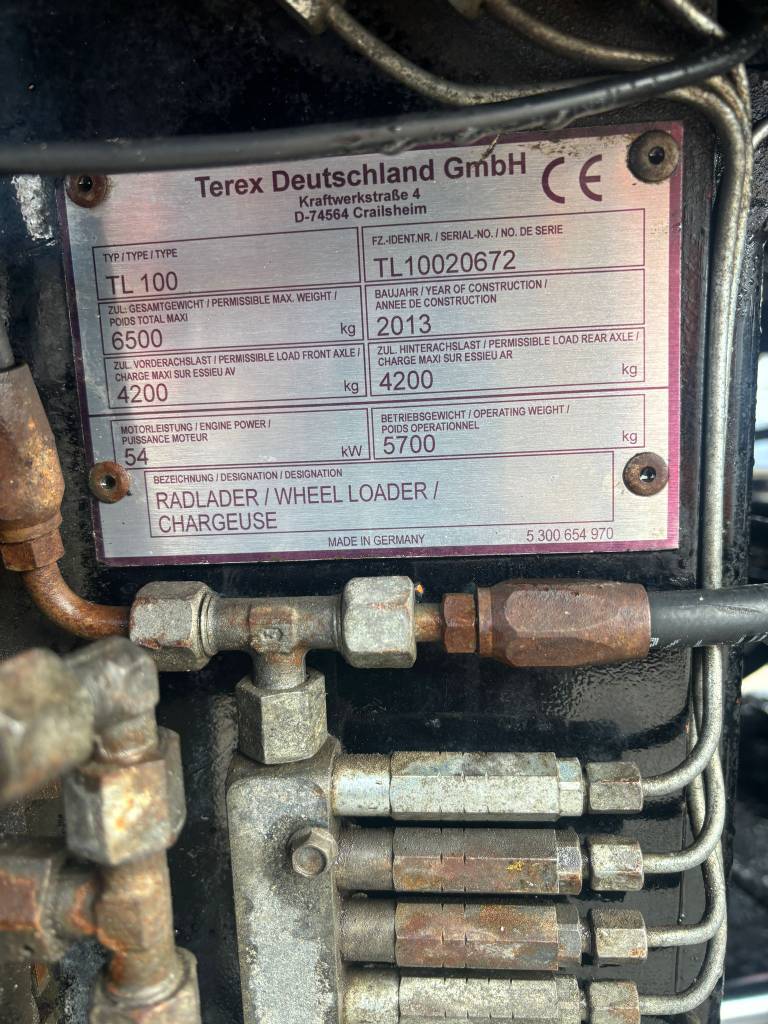 Terex Deutschland GmbH
CE
Kraftwerkstraße 4
D-74564 Crailsheim
TYP / TYPE / TYPE
TL 100
FZ.-IDENT.NR. / SERIAL-NO. / NO. DE SERIE
TL10020672
ZUL. GESAMTGEWICHT / PERMISSIBLE MAX. WEIGHT /
POIDS TOTAL MAXI
6500 kg
BAUJAHR / YEAR OF CONSTRUCTION /
ANNEE DE CONSTRUCTION
2013
ZUL. VORDERACHSLAST / PERMISSIBLE LOAD FRONT AXLE /
CHARGE MAXI SUR ESSIEU AV
4200 kg
ZUL. HINTERACHSLAST / PERMISSIBLE LOAD REAR AXLE /
CHARGE MAXI SUR ESSIEU AR
4200 kg
MOTORLEISTUNG / ENGINE POWER /
PUISSANCE MOTEUR
54 kW
BETRIEBSGEWICHT / OPERATING WEIGHT /
POIDS OPERATIONNEL
5700 kg
BEZEICHNUNG / DESIGNATION / DESIGNATION
RADLADER / WHEEL LOADER /
CHARGEUSE
MADE IN GERMANY 5 300 654 970